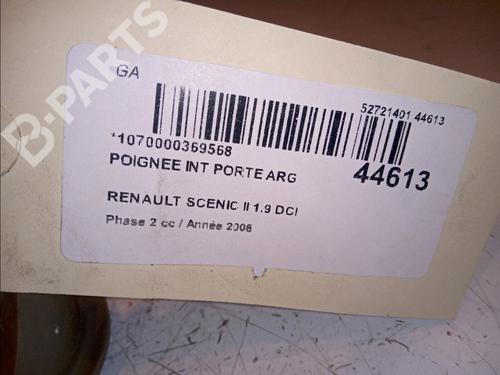 B-PARTS
GA
52721401 44613
*1070000369568
POIGNEE INT PORTE ARG
44613
RENAULT SCENIC II 1.9 DCI
Phase 2 cc / Année 2008